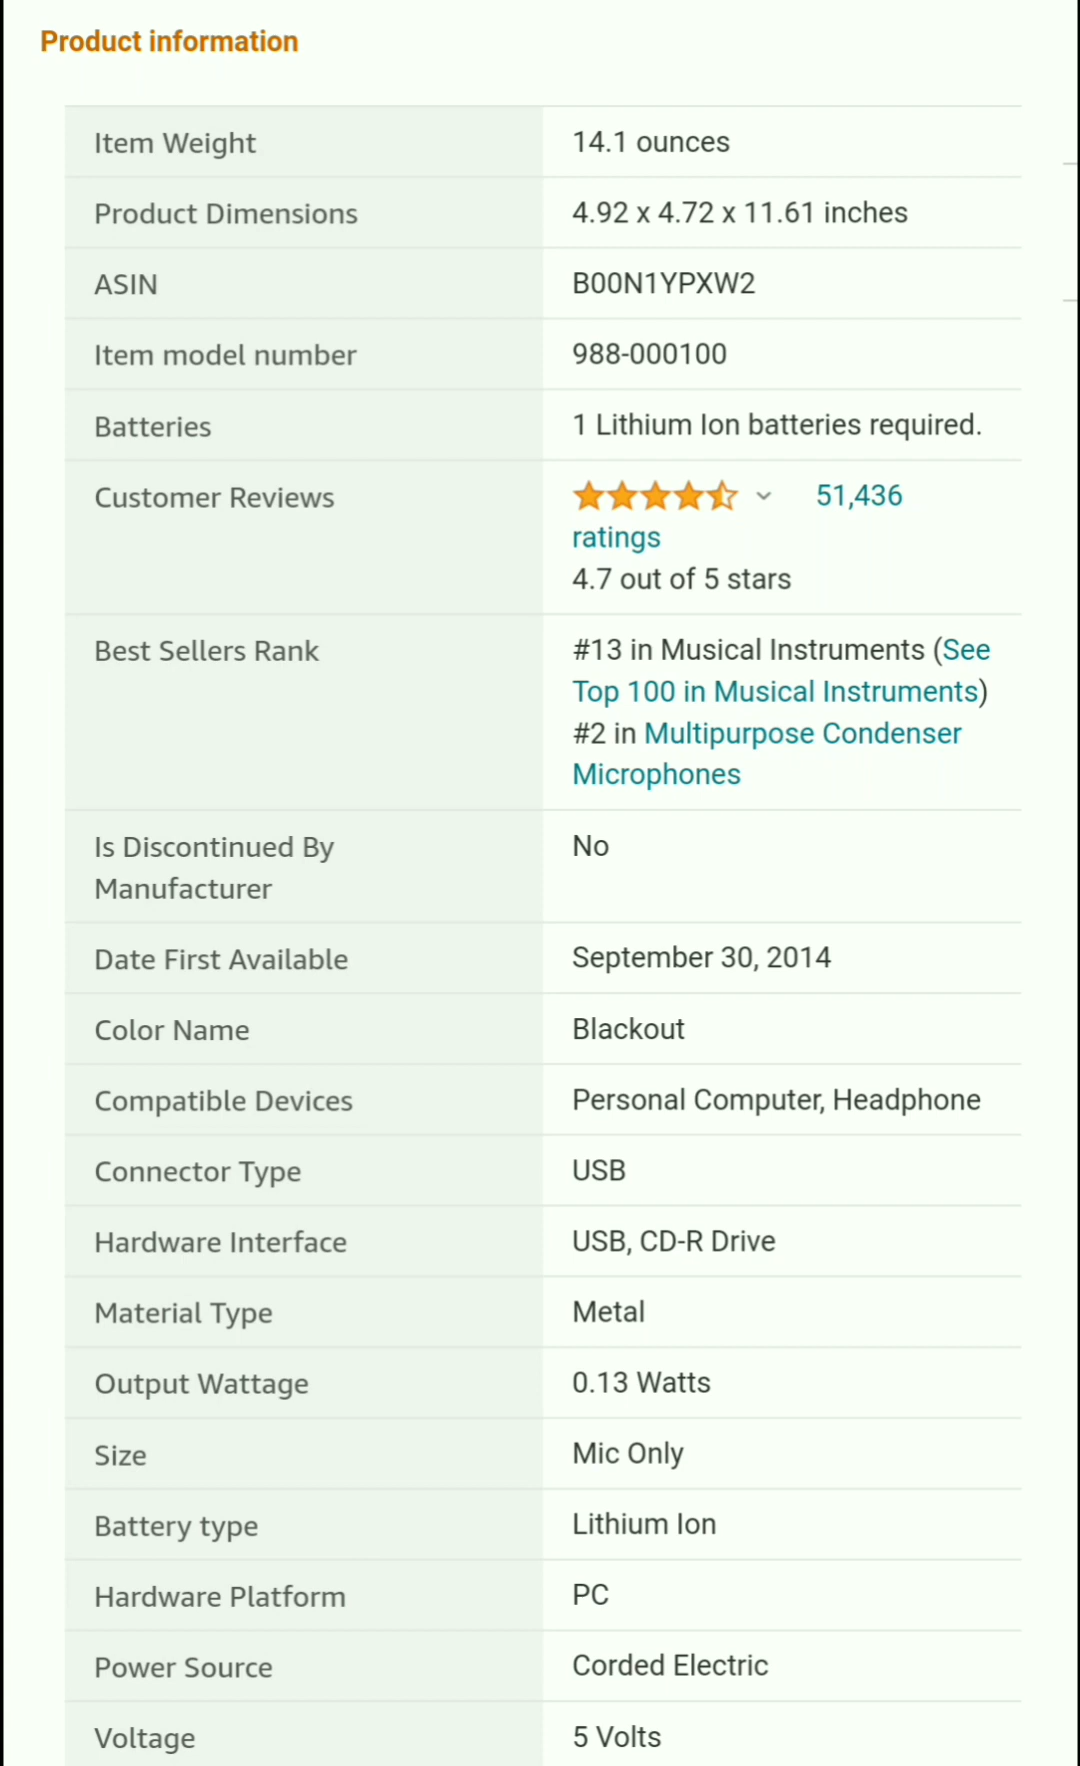 Product information
Item Weight 14.1 ounces
Product Dimensions 4.92 x 4.72 x 11.61 inches
ASIN B00N1YPXW2
Item model number 988-000100
Batteries 1 Lithium Ion batteries required.
Customer Reviews 51,436
ratings
4.7 out of 5 stars
Best Sellers Rank #13 in Musical Instruments (See
Top 100 in Musical Instruments)
#2 in Multipurpose Condenser
Microphones
Is Discontinued By No
Manufacturer
Date First Available September 30, 2014
Color Name Blackout
Compatible Devices Personal Computer, Headphone
Connector Type USB
Hardware Interface USB, CD-R Drive
Material Type Metal
Output Wattage 0.13 Watts
Size Mic Only
Battery type Lithium Ion
Hardware Platform PC
Power Source Corded Electric
Voltage 5 Volts